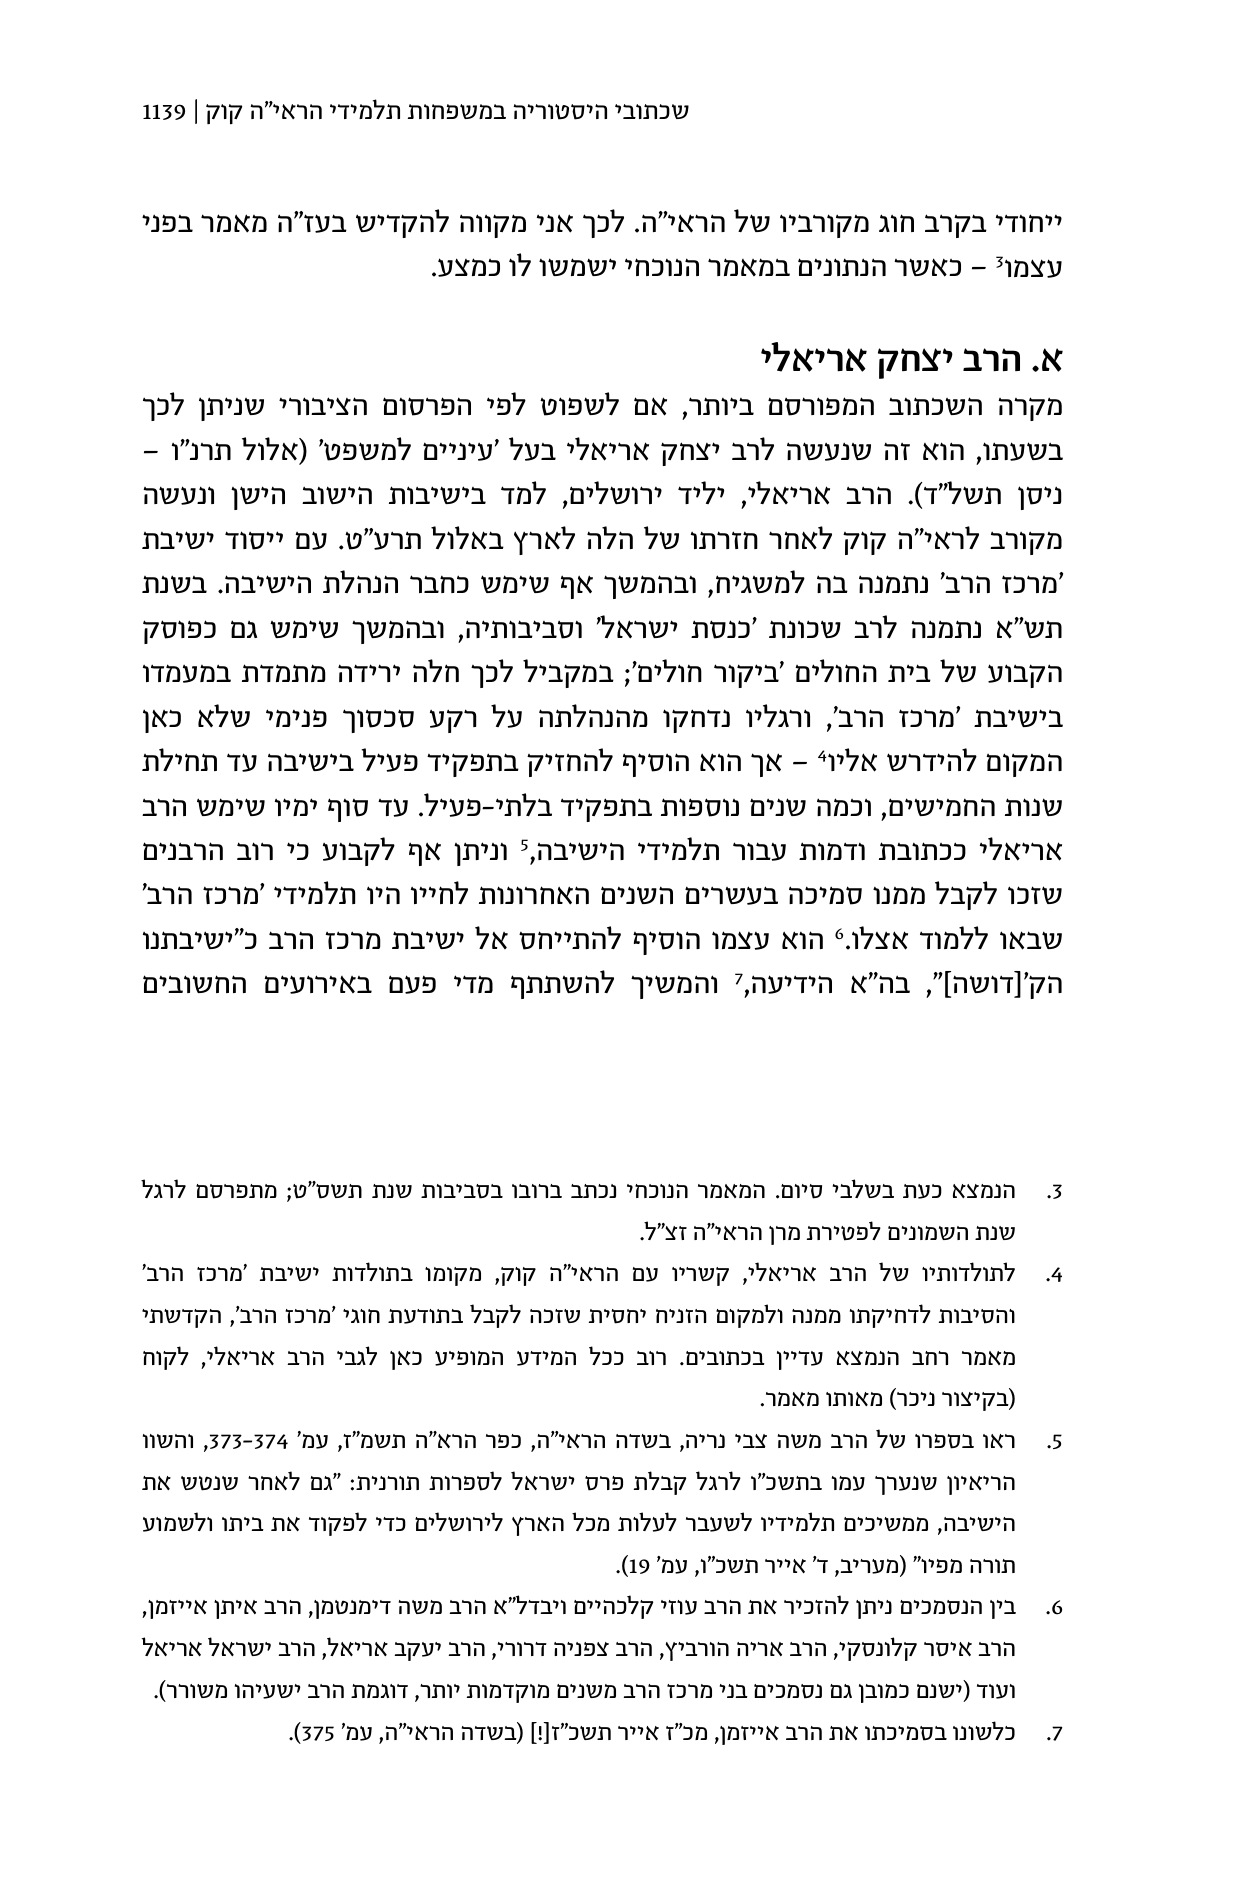 שכתובי היסטוריה במשפחות תלמידי הראי"ה קוק | 1139
ייחודי בקרב חוג מקורביו של הראי"ה. לכך אני מקווה להקדיש בעז"ה מאמר בפני
עצמו³ – כאשר הנתונים במאמר הנוכחי ישמשו לו כמצע.
א. הרב יצחק אריאלי
מקרה השכתוב המפורסם ביותר, אם לשפוט לפי הפרסום הציבורי שניתן לכך
בשעתו, הוא זה שנעשה לרב יצחק אריאלי בעל 'עיניים למשפט' (אלול תרנ"ו –
ניסן תשל"ד). הרב אריאלי, יליד ירושלים, למד בישיבות הישוב הישן ונעשה
מקורב לראי"ה קוק לאחר חזרתו של הלה לארץ באלול תרע"ט. עם ייסוד ישיבת
'מרכז הרב' נתמנה בה למשגיח, ובהמשך אף שימש כחבר הנהלת הישיבה. בשנת
תש"א נתמנה לרב שכונת 'כנסת ישראל' וסביבותיה, ובהמשך שימש גם כפוסק
הקבוע של בית החולים 'ביקור חולים'; במקביל לכך חלה ירידה מתמדת במעמדו
בישיבת 'מרכז הרב', ורגליו נדחקו מהנהלתה על רקע סכסוך פנימי שלא כאן
המקום להידרש אליו⁴ – אך הוא הוסיף להחזיק בתפקיד פעיל בישיבה עד תחילת
שנות החמישים, וכמה שנים נוספות בתפקיד בלתי-פעיל. עד סוף ימיו שימש הרב
אריאלי ככתובת ודמות עבור תלמידי הישיבה,⁵ וניתן אף לקבוע כי רוב הרבנים
שזכו לקבל ממנו סמיכה בעשרים השנים האחרונות לחייו היו תלמידי 'מרכז הרב'
שבאו ללמוד אצלו.⁶ הוא עצמו הוסיף להתייחס אל ישיבת מרכז הרב כ"ישיבתנו
הק'[דושה]", בה"א הידיעה,⁷ והמשיך להשתתף מדי פעם באירועים החשובים
3. הנמצא כעת בשלבי סיום. המאמר הנוכחי נכתב ברובו בסביבות שנת תשס"ט; מתפרסם לרגל
שנת השמונים לפטירת מרן הראי"ה זצ"ל.
4. לתולדותיו של הרב אריאלי, קשריו עם הראי"ה קוק, מקומו בתולדות ישיבת 'מרכז הרב'
והסיבות לדחיקתו ממנה ולמקום הזניח יחסית שזכה לקבל בתודעת חוגי 'מרכז הרב', הקדשתי
מאמר רחב הנמצא עדיין בכתובים. רוב ככל המידע המופיע כאן לגבי הרב אריאלי, לקוח
(בקיצור ניכר) מאותו מאמר.
5. ראו בספרו של הרב משה צבי נריה, בשדה הראי"ה, כפר הרא"ה תשמ"ז, עמ' 373-374, והשוו
הריאיון שנערך עמו בתשכ"ו לרגל קבלת פרס ישראל לספרות תורנית: "גם לאחר שנטש את
הישיבה, ממשיכים תלמידיו לשעבר לעלות מכל הארץ לירושלים כדי לפקוד את ביתו ולשמוע
תורה מפיו" (מעריב, ד' אייר תשכ"ו, עמ' 19).
6. בין הנסמכים ניתן להזכיר את הרב עוזי קלכהיים ויבדל"א הרב משה דימנטמן, הרב איתן אייזמן,
הרב איסר קלונסקי, הרב אריה הורביץ, הרב צפניה דרורי, הרב יעקב אריאל, הרב ישראל אריאל
ועוד (ישנם כמובן גם נסמכים בני מרכז הרב משנים מוקדמות יותר, דוגמת הרב ישעיהו משורר).
7. כלשונו בסמיכתו את הרב אייזמן, מכ"ז אייר תשכ"ז[!] (בשדה הראי"ה, עמ' 375).